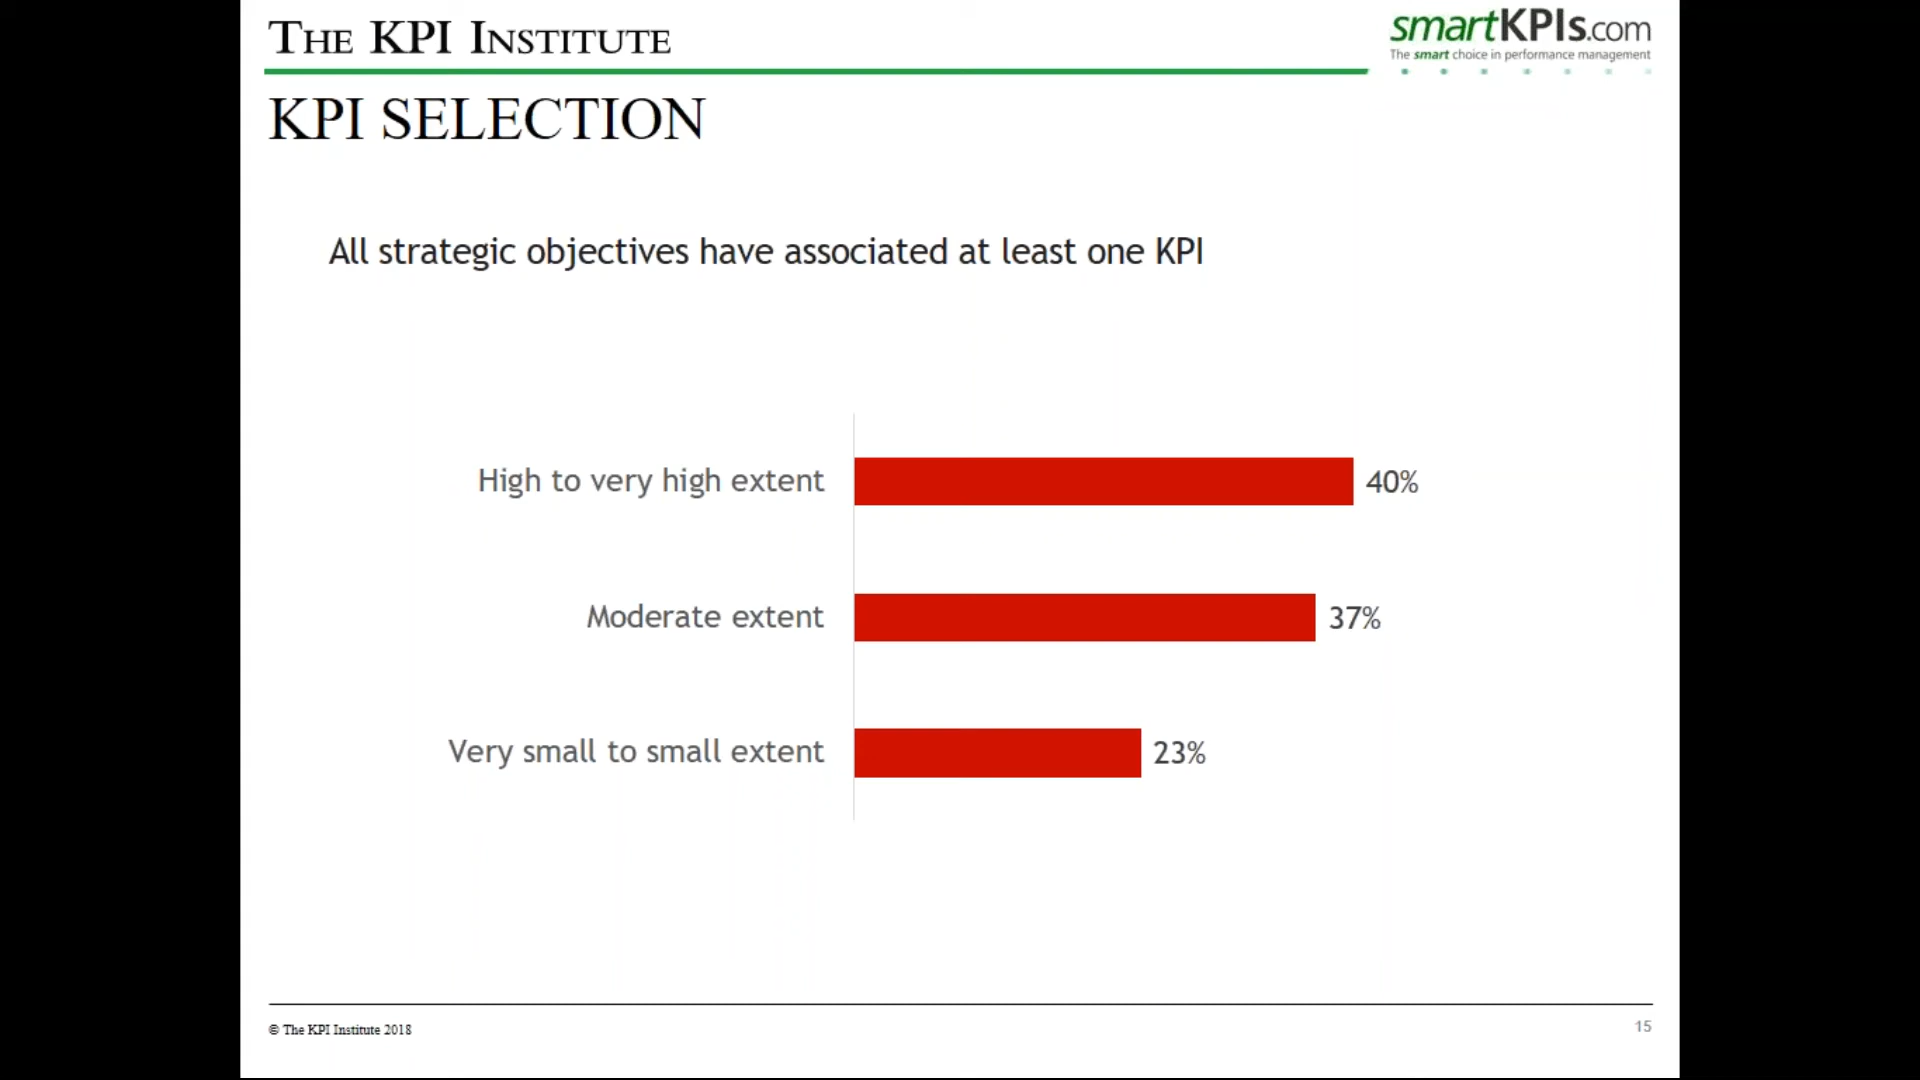 THE KPI INSTITUTE
smartKPIs.com
The smart choice in performance management
KPI SELECTION
All strategic objectives have associated at least one KPI
High to very high extent 40%
Moderate extent 37%
Very small to small extent 23%
© The KPI Institute 2018
15